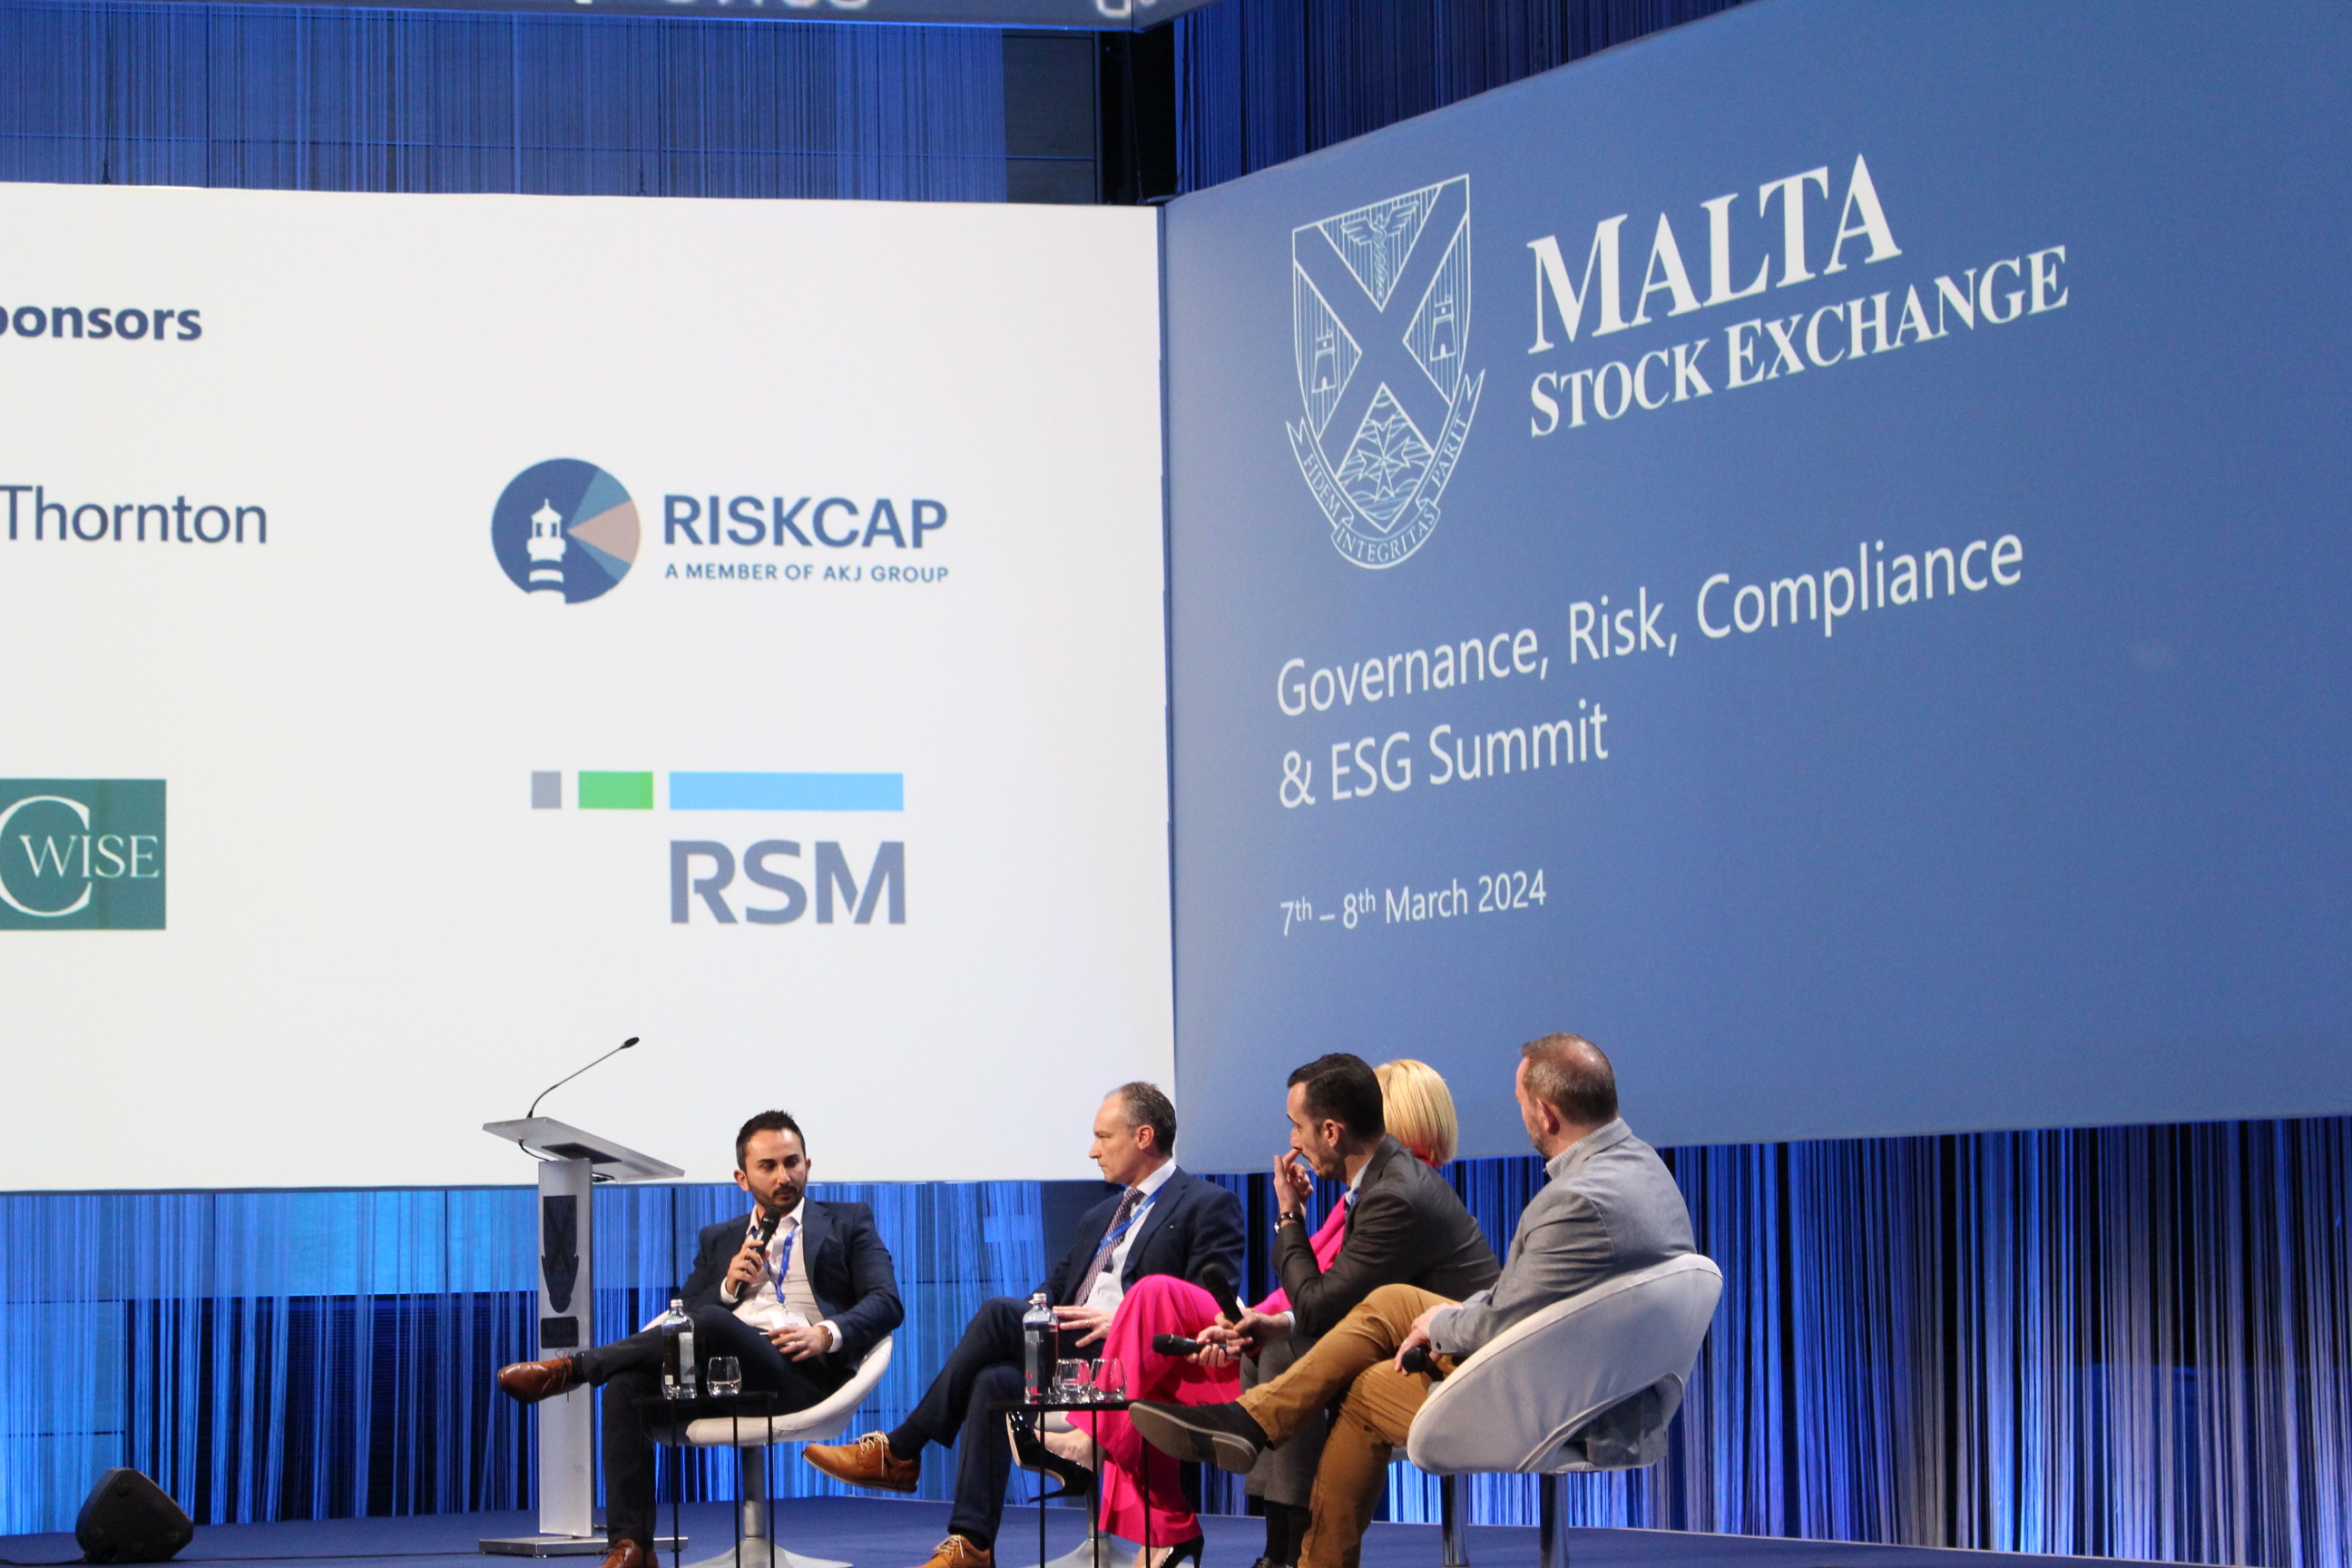 ponsors
Thornton
RISKCAP
A MEMBER OF AKJ GROUP
C
WISE
RSM
MALTA
STOCK EXCHANGE
FIDEM INTEGRITAS PARIT
Governance, Risk, Compliance
& ESG Summit
7th – 8th March 2024